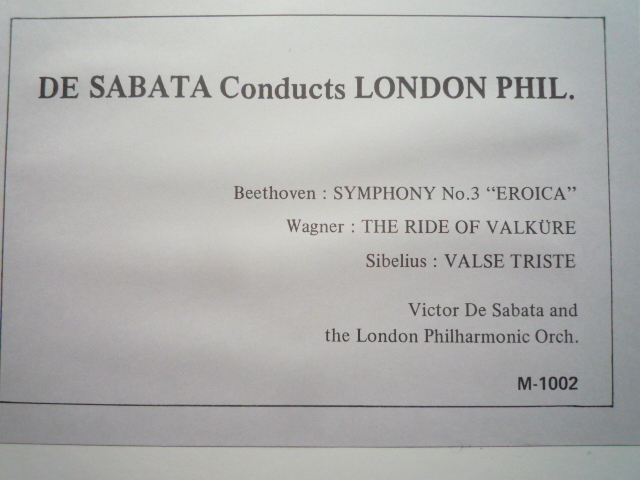 DE SABATA Conducts LONDON PHIL.
Beethoven : SYMPHONY No.3 “EROICA”
Wagner : THE RIDE OF VALKÜRE
Sibelius : VALSE TRISTE
Victor De Sabata and
the London Philharmonic Orch.
M-1002